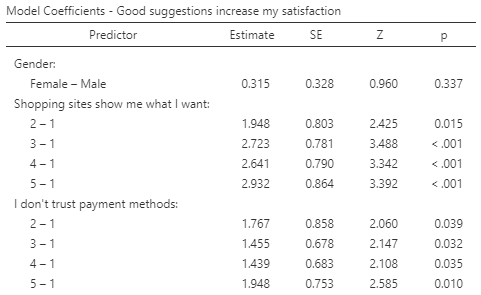 Model Coefficients - Good suggestions increase my satisfaction
Predictor Estimate SE Z p
Gender:
Female – Male 0.315 0.328 0.960 0.337
Shopping sites show me what I want:
2 – 1 1.948 0.803 2.425 0.015
3 – 1 2.723 0.781 3.488 < .001
4 – 1 2.641 0.790 3.342 < .001
5 – 1 2.932 0.864 3.392 < .001
I don't trust payment methods:
2 – 1 1.767 0.858 2.060 0.039
3 – 1 1.455 0.678 2.147 0.032
4 – 1 1.439 0.683 2.108 0.035
5 – 1 1.948 0.753 2.585 0.010